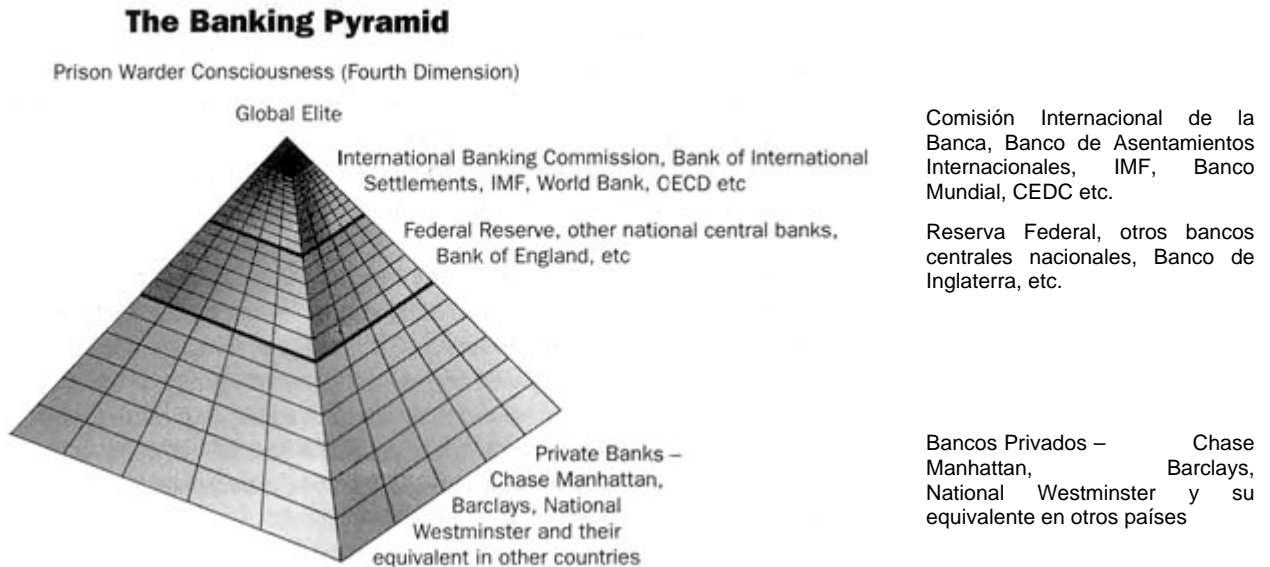 The Banking Pyramid
Prison Warder Consciousness (Fourth Dimension)
Global Elite
International Banking Commission, Bank of International
Settlements, IMF, World Bank, CECD etc
Federal Reserve, other national central banks,
Bank of England, etc
Private Banks –
Chase Manhattan,
Barclays, National
Westminster and their
equivalent in other countries
Comisión Internacional de la
Banca, Banco de Asentamientos
Internacionales, IMF, Banco
Mundial, CEDC etc.
Reserva Federal, otros bancos
centrales nacionales, Banco de
Inglaterra, etc.
Bancos Privados – Chase
Manhattan, Barclays,
National Westminster y su
equivalente en otros países